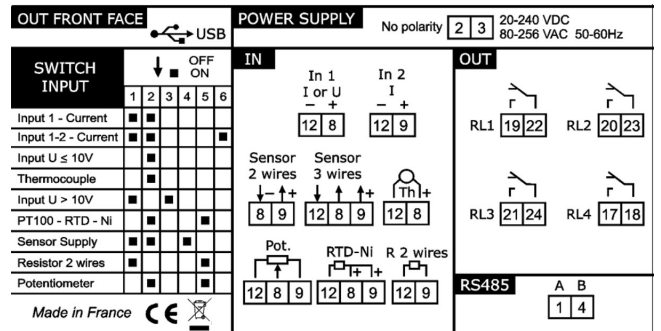 OUT FRONT FACE
USB
SWITCH INPUT
OFF
ON
1 2 3 4 5 6
Input 1 - Current
Input 1-2 - Current
Input U ≤ 10V
Thermocouple
Input U > 10V
PT100 - RTD - Ni
Sensor Supply
Resistor 2 wires
Potentiometer
Made in France CE
POWER SUPPLY
No polarity 2 3 20-240 VDC
80-256 VAC 50-60Hz
IN
In 1
I or U
− +
12 8
In 2
I
− +
12 9
Sensor
2 wires
− +
8 9
Sensor
3 wires
+
12 8 9
Th +
12 8
Pot.
12 8 9
RTD-Ni
+ +
12 8 9
R 2 wires
12 9
OUT
RL1 19 22
RL2 20 23
RL3 21 24
RL4 17 18
RS485
A B
1 4